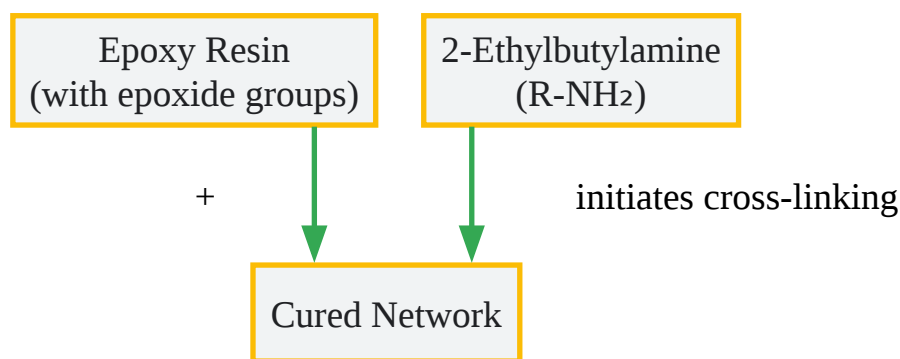 Epoxy Resin
(with epoxide groups)
2-Ethylbutylamine
(R-NH₂)
+
initiates cross-linking
Cured Network